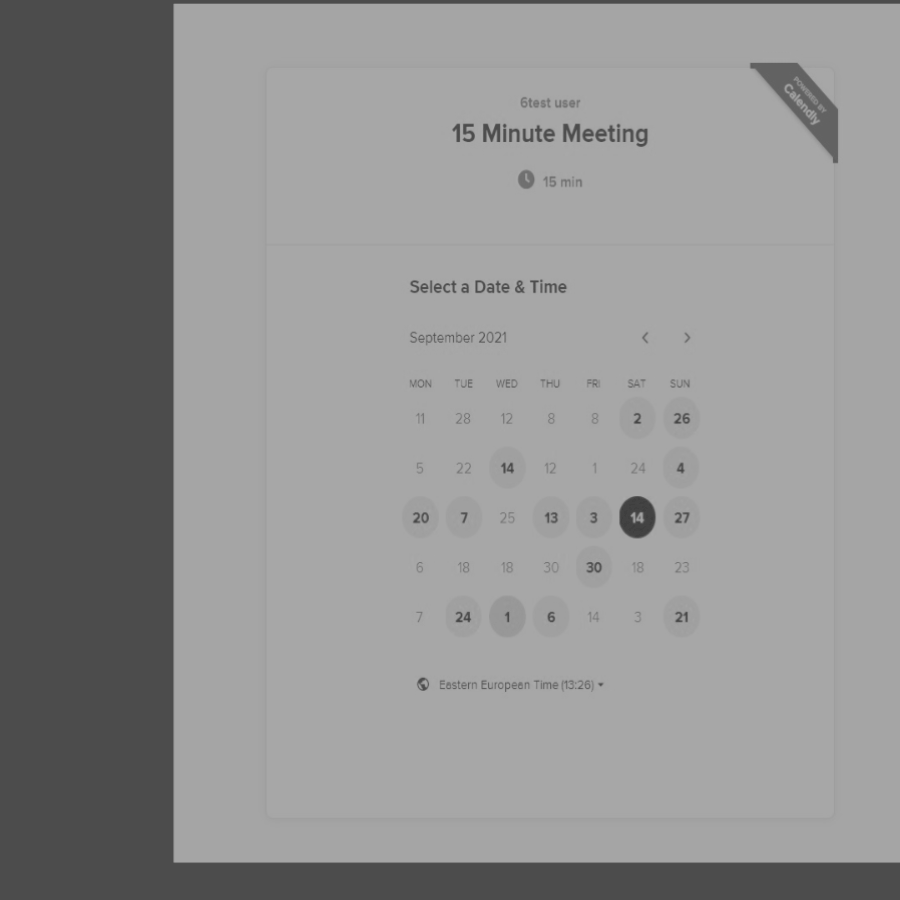 POWERED BY
Calendly
6test user
15 Minute Meeting
15 min
Select a Date & Time
September 2021
MON TUE WED THU FRI SAT SUN
11 28 12 8 8 2 26
5 22 14 12 1 24 4
20 7 25 13 3 14 27
6 18 18 30 30 18 23
7 24 1 6 14 3 21
Eastern European Time (13:26)